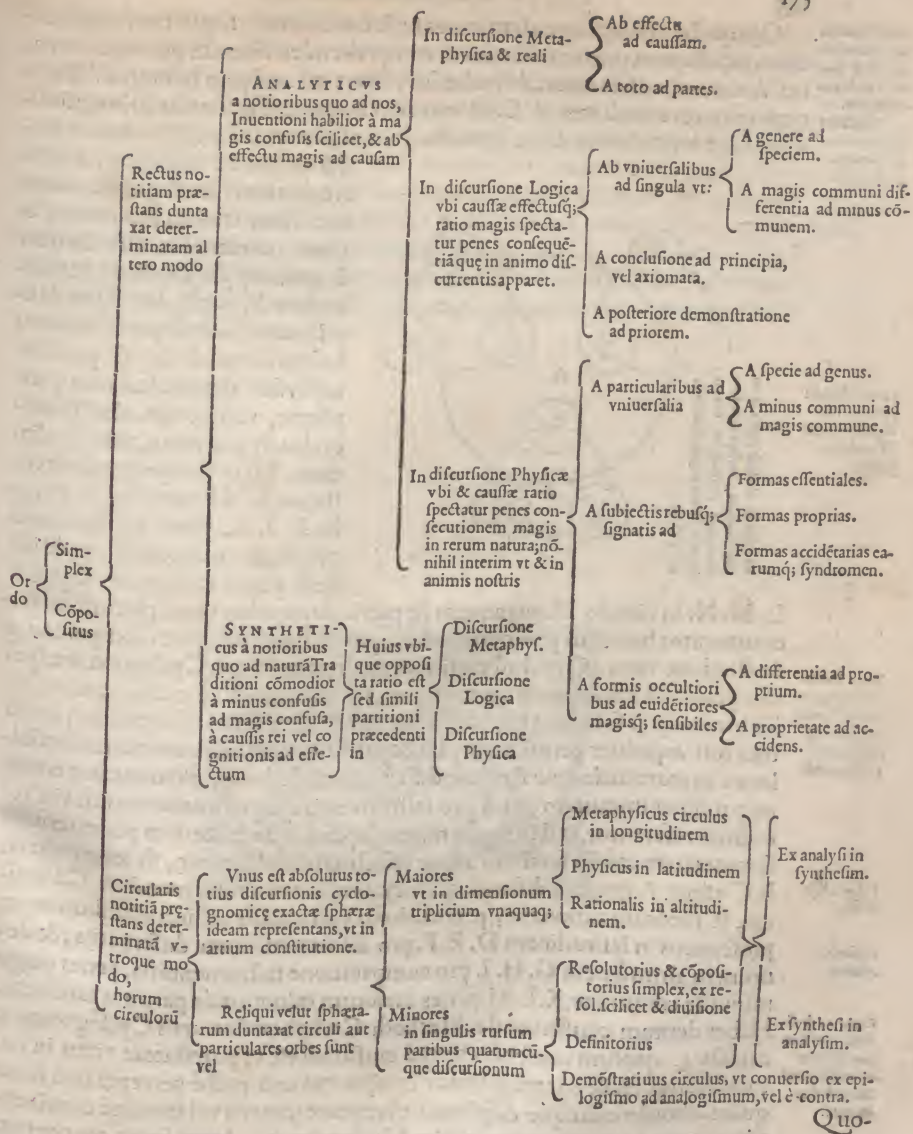 Or
do
Sim-
plex
Cõpo-
situs
Rectus no-
titiam præ-
stans dunta
xat deter-
minatam al
tero modo
ANALYTICVS
a notioribus quo ad nos,
Inuentioni habilior à ma
gis confusis scilicet, & ab
effectu magis ad causam
In discursione Meta-
physica & reali
Ab effectu
ad caussam.
A toto ad partes.
In discursione Logica
vbi caussæ effectusq;
ratio magis specta-
tur penes consequẽ-
tiã quę in animo dis-
currentis apparet.
Ab vniuersalibus
ad singula vt:
A genere ad
speciem.
A magis communi dif-
ferentia ad minus cõ-
munem.
A conclusione ad principia,
vel axiomata.
A posteriore demonstratione
ad priorem.
In discursione Physicæ
vbi & caussæ ratio
spectatur penes con-
secutionem magis
in rerum natura; nõ-
nihil interim vt & in
animis nostris
A particularibus ad
vniuersalia
A specie ad genus.
A minus communi ad
magis commune.
A subiectis rebusq́;
signatis ad
Formas essentiales.
Formas proprias.
Formas accidẽtarias ea-
rumq́; syndromen.
A formis occultiori
bus ad euidẽtiores
magisq́; sensibiles
A differentia ad pro-
prium.
A proprietate ad ac-
cidens.
SYNTHETI-
cus à notioribus
quo ad naturã Tra
ditioni cõmodior
à minus confusis
ad magis confusa,
à caussis rei vel co
gnitionis ad effe-
ctum
Huius vbi-
que opposi
ta ratio est
sed simili
partitioni
præcedenti
in
Discursione
Metaphys.
Discursione
Logica
Discursione
Physica
Circularis
notitiã prę-
stans deter-
minatã v-
troque mo
do,
horum
circulorũ
Vnus est absolutus to-
tius discursionis cyclo-
gnomicę exactæ sphæræ
ideam representans, vt in
artium constitutione.
Reliqui velut sphæra-
rum duntaxat circuli aut
particulares orbes sunt
vel
Maiores
vt in dimensionum
triplicium vnaquaq;
Metaphysicus circulus
in longitudinem
Physicus in latitudinem
Rationalis in altitudi-
nem.
Minores
in singulis rursum
partibus quarumcũ-
que discursionum
Resolutorius & cõposi-
torius simplex, ex re-
sol. scilicet & diuisione
Definitorius
Demõstratiuus circulus, vt conuersio ex epi-
logismo ad analogismum, vel è contra.
Ex analysi in
synthesim.
Ex synthesi in
analysim.
Quo-